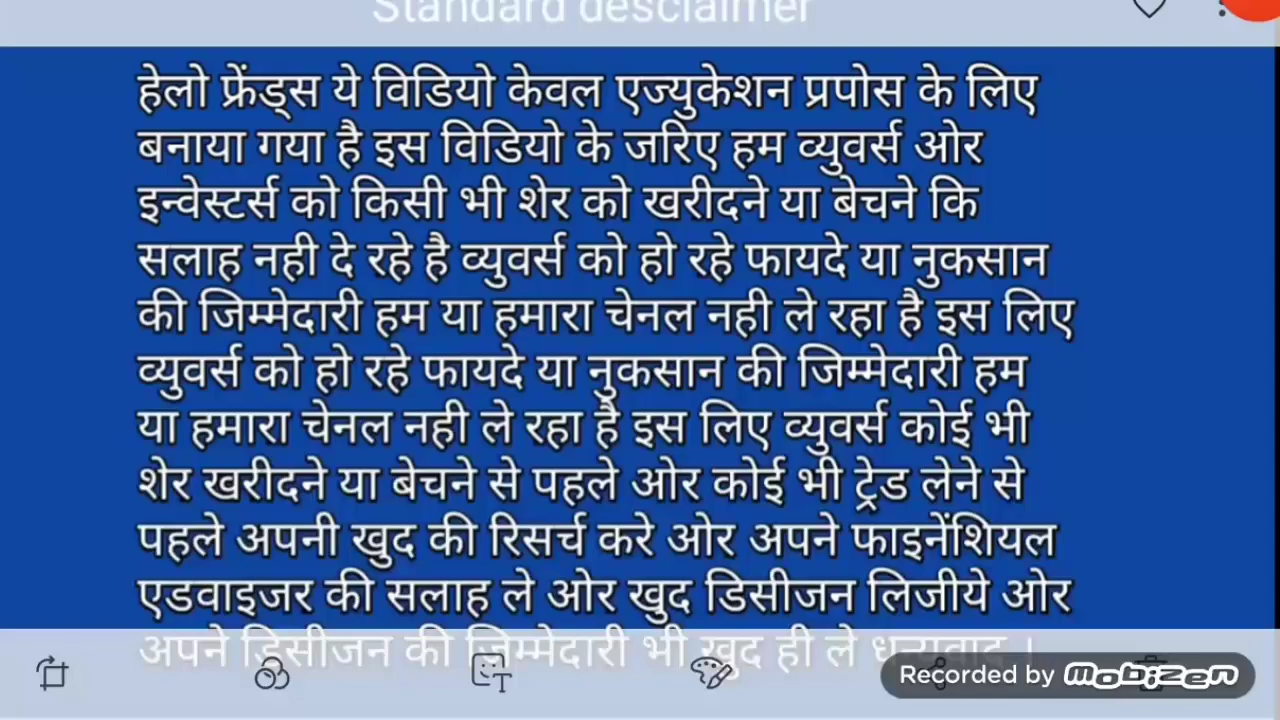 Standard desclaimer
हेलो फ्रेंड्स ये विडियो केवल एज्युकेशन प्रपोस के लिए
बनाया गया है इस विडियो के जरिए हम व्युवर्स ओर
इन्वेस्टर्स को किसी भी शेर को खरीदने या बेचने कि
सलाह नही दे रहे है व्युवर्स को हो रहे फायदे या नुकसान
की जिम्मेदारी हम या हमारा चेनल नही ले रहा है इस लिए
व्युवर्स को हो रहे फायदे या नुकसान की जिम्मेदारी हम
या हमारा चेनल नही ले रहा है इस लिए व्युवर्स कोई भी
शेर खरीदने या बेचने से पहले ओर कोई भी ट्रेड लेने से
पहले अपनी खुद की रिसर्च करे ओर अपने फाइनेंशियल
एडवाइजर की सलाह ले ओर खुद डिसीजन लिजीये ओर
अपने डिसीजन की जिम्मेदारी भी खुद ही ले धन्यवाद ।
Recorded by Mobizen